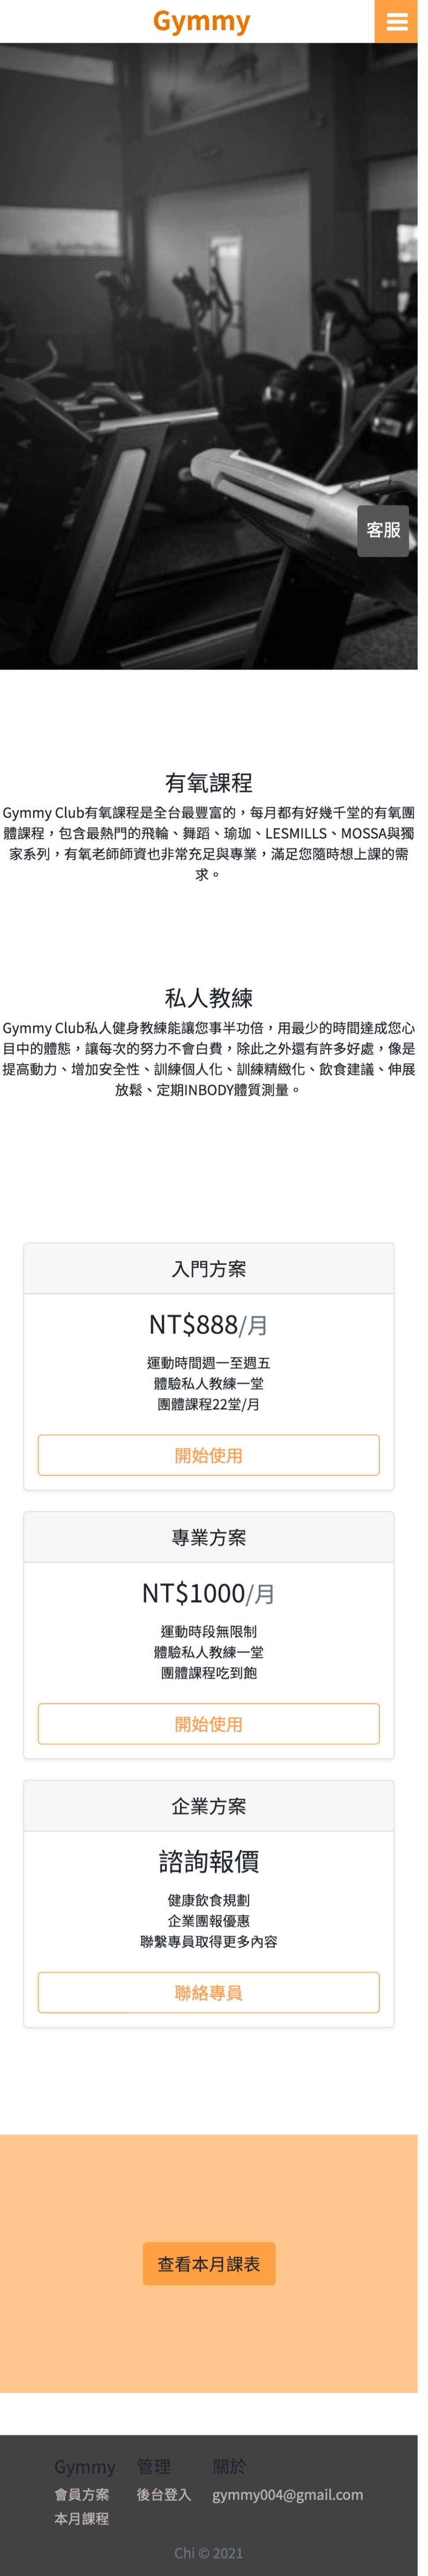 Gymmy
客服
有氧課程
Gymmy Club有氧課程是全台最豐富的，每月都有好幾千堂的有氧團
體課程，包含最熱門的飛輪、舞蹈、瑜珈、LESMILLS、MOSSA與獨
家系列，有氧老師師資也非常充足與專業，滿足您隨時想上課的需
求。
私人教練
Gymmy Club私人健身教練能讓您事半功倍，用最少的時間達成您心
目中的體態，讓每次的努力不會白費，除此之外還有許多好處，像是
提高動力、增加安全性、訓練個人化、訓練精緻化、飲食建議、伸展
放鬆、定期INBODY體質測量。
入門方案
NT$888/月
運動時間週一至週五
體驗私人教練一堂
團體課程22堂/月
開始使用
專業方案
NT$1000/月
運動時段無限制
體驗私人教練一堂
團體課程吃到飽
開始使用
企業方案
諮詢報價
健康飲食規劃
企業團報優惠
聯繫專員取得更多內容
聯絡專員
查看本月課表
Gymmy 管理 關於
會員方案 後台登入 gymmy004@gmail.com
本月課程
Chi © 2021